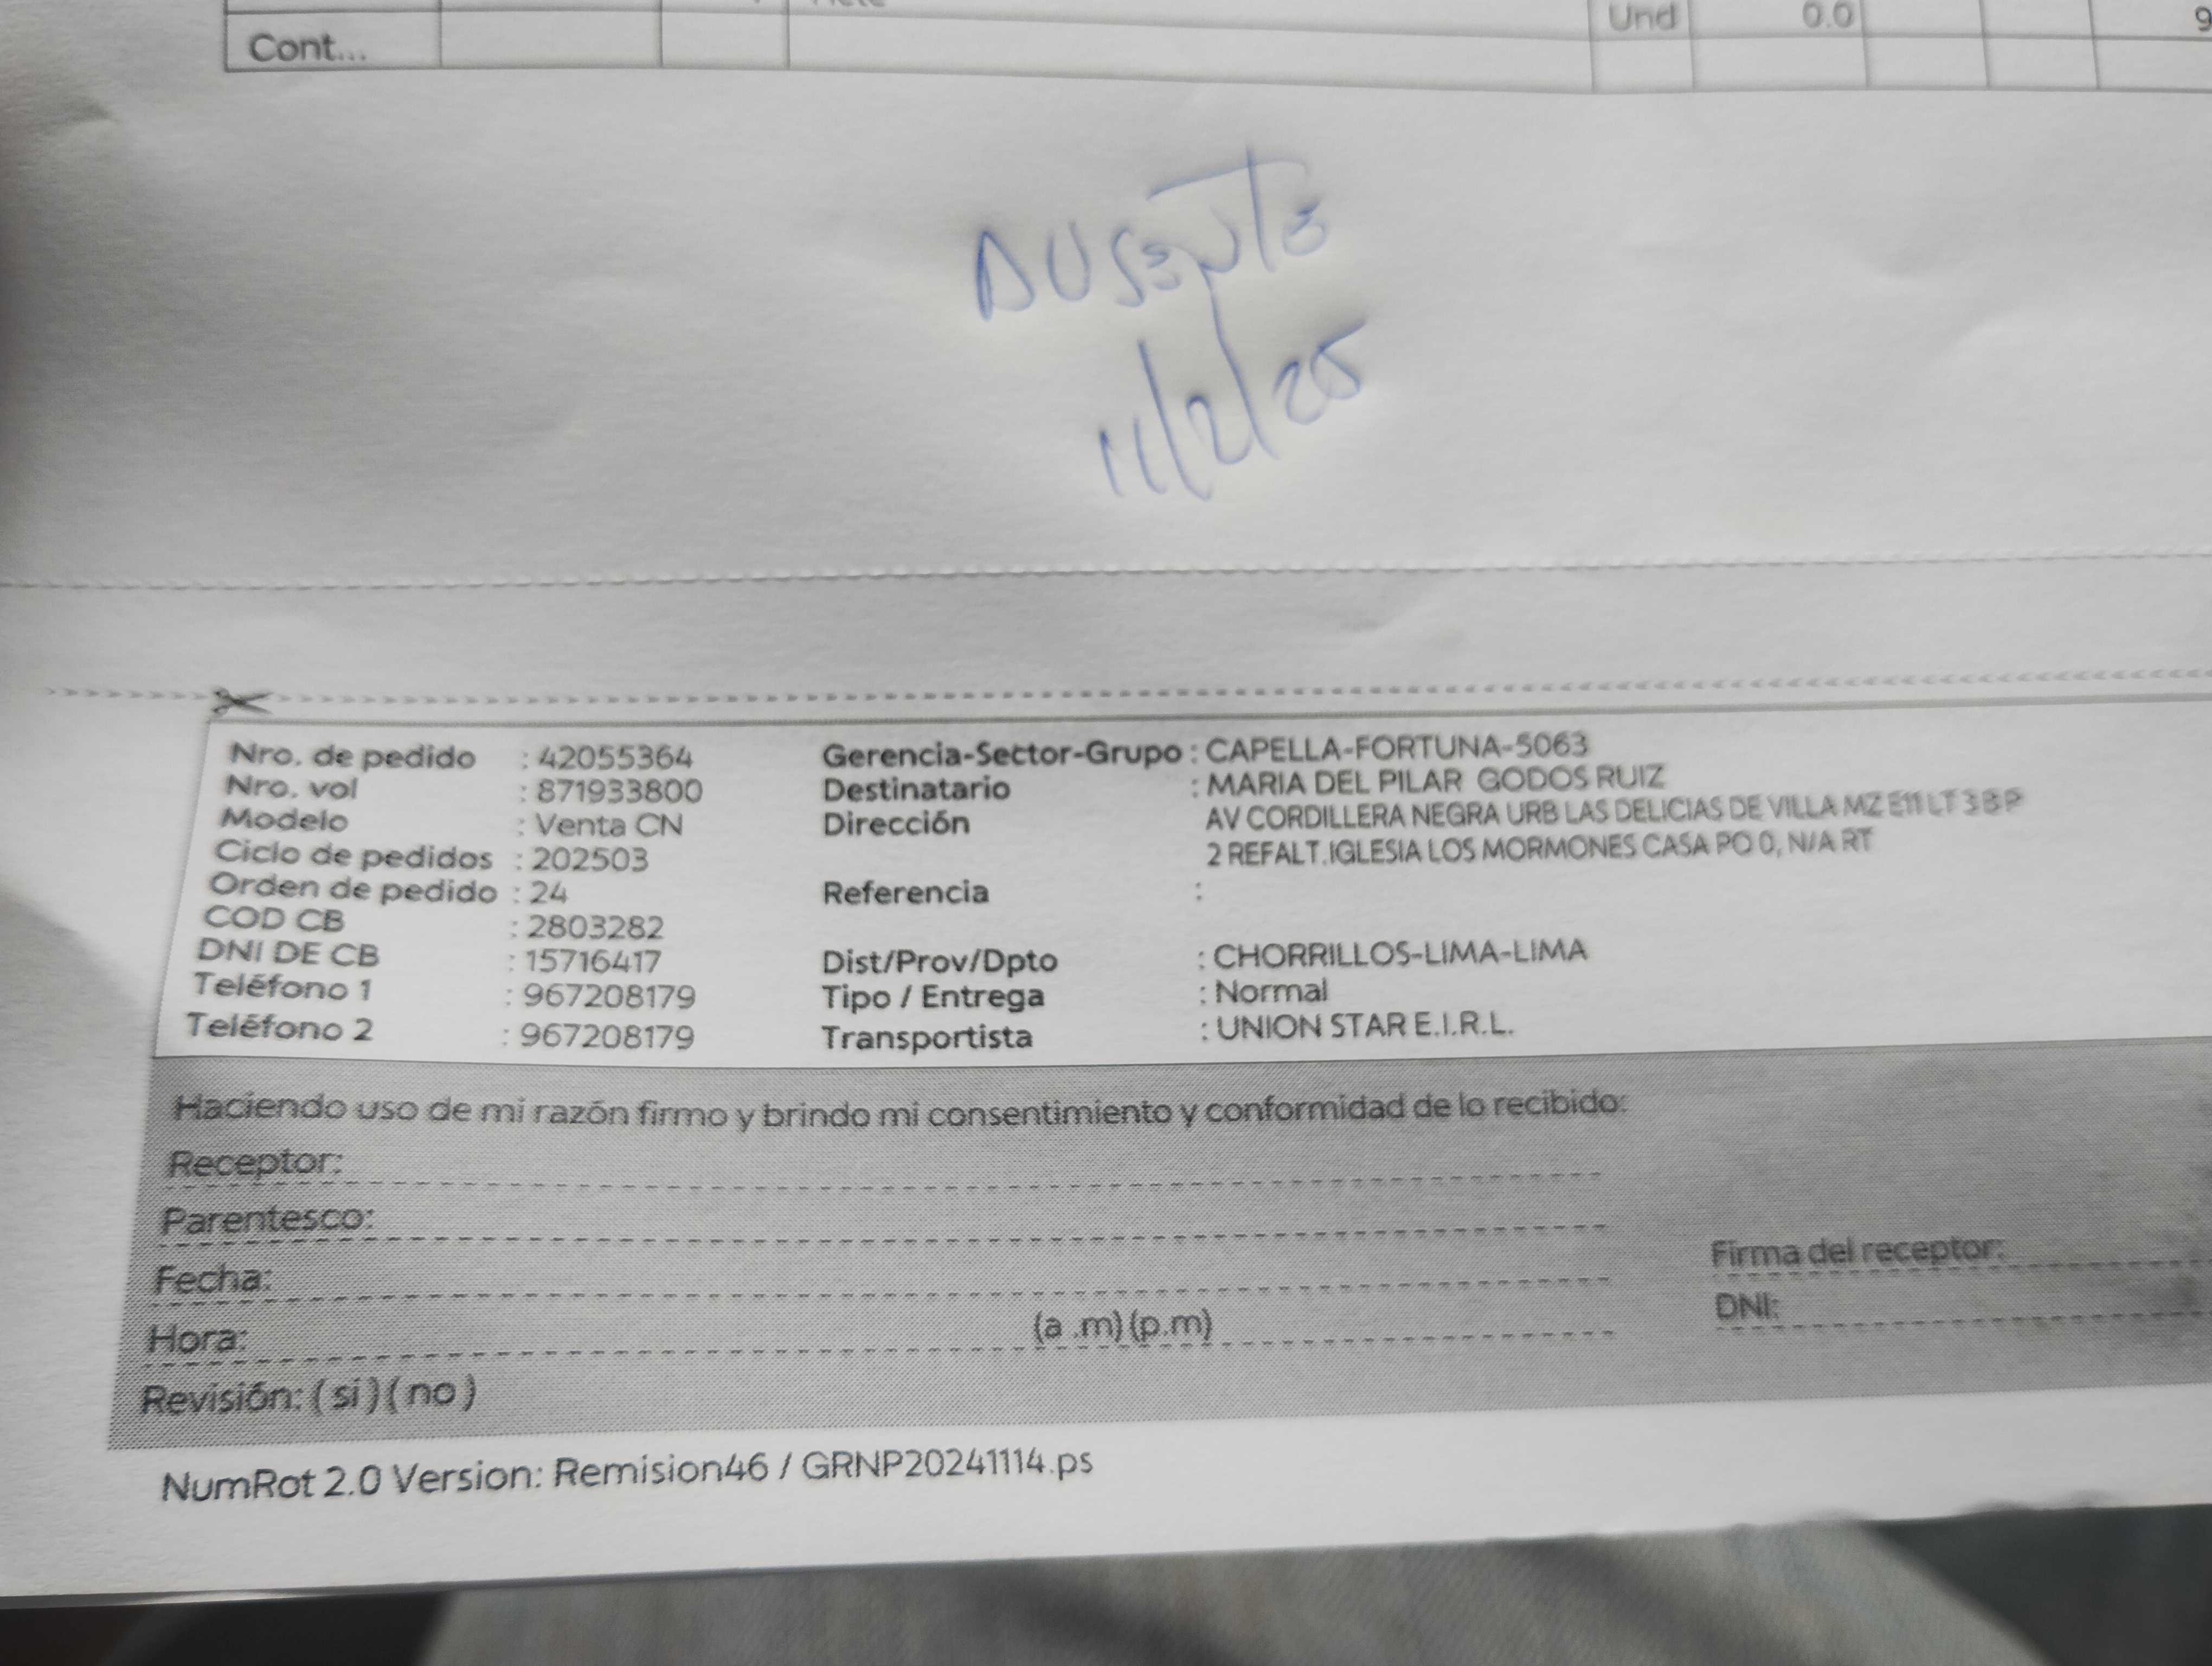 Und 0.0 9
Cont...
AUSENTE
11/2/25
Nro. de pedido : 42055364
Nro. vol : 871933800
Modelo : Venta CN
Ciclo de pedidos : 202503
Orden de pedido : 24
COD CB : 2803282
DNI DE CB : 15716417
Teléfono 1 : 967208179
Teléfono 2 : 967208179
Gerencia-Sector-Grupo : CAPELLA-FORTUNA-5063
Destinatario : MARIA DEL PILAR GODOS RUIZ
Dirección AV CORDILLERA NEGRA URB LAS DELICIAS DE VILLA MZ E11 LT 3 B P
2 REFALT.IGLESIA LOS MORMONES CASA PO 0, N/A RT
Referencia :
Dist/Prov/Dpto : CHORRILLOS-LIMA-LIMA
Tipo / Entrega : Normal
Transportista : UNION STAR E.I.R.L.
Haciendo uso de mi razón firmo y brindo mi consentimiento y conformidad de lo recibido:
Receptor:
Parentesco:
Fecha:
Hora: (a .m) (p.m)
Revisión: ( si ) ( no )
Firma del receptor:
DNI:
NumRot 2.0 Version: Remision46 / GRNP20241114.ps